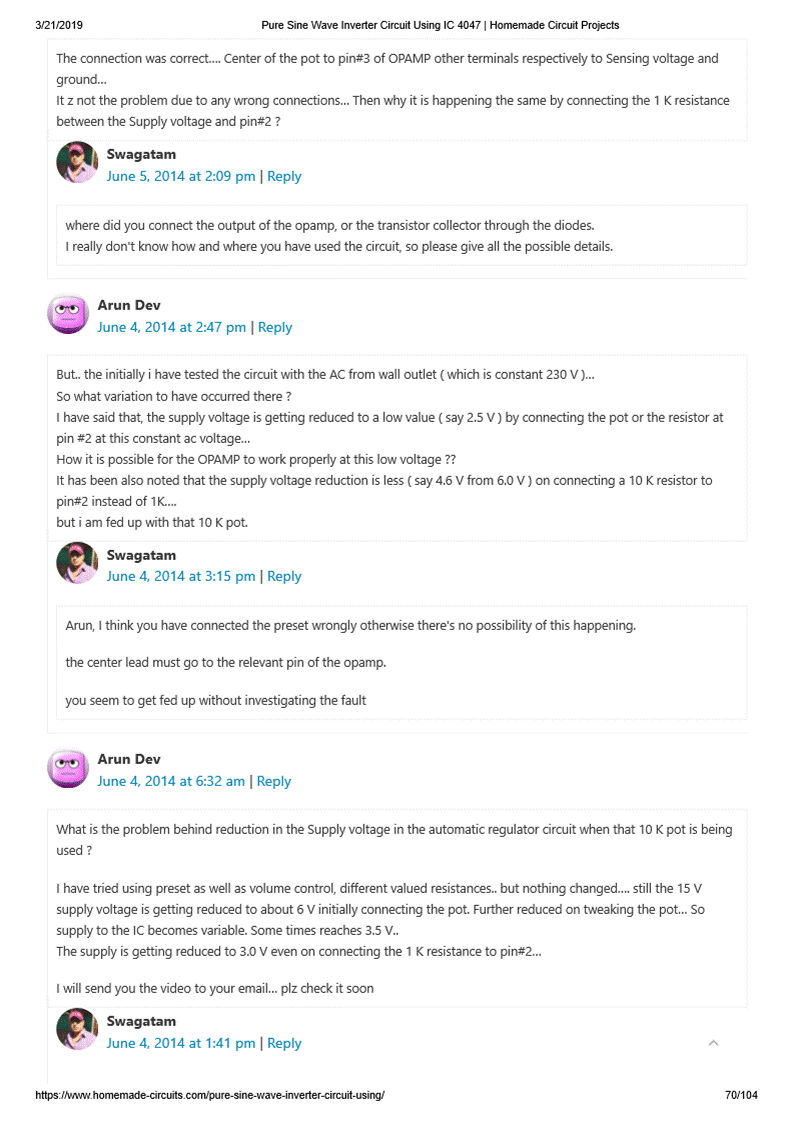 3/21/2019
Pure Sine Wave Inverter Circuit Using IC 4047 | Homemade Circuit Projects
The connection was correct.... Center of the pot to pin#3 of OPAMP other terminals respectively to Sensing voltage and
ground...
It z not the problem due to any wrong connections... Then why it is happening the same by connecting the 1 K resistance
between the Supply voltage and pin#2 ?
Swagatam
June 5, 2014 at 2:09 pm | Reply
where did you connect the output of the opamp, or the transistor collector through the diodes.
I really don't know how and where you have used the circuit, so please give all the possible details.
Arun Dev
June 4, 2014 at 2:47 pm | Reply
But.. the initially i have tested the circuit with the AC from wall outlet ( which is constant 230 V )...
So what variation to have occurred there ?
I have said that, the supply voltage is getting reduced to a low value ( say 2.5 V ) by connecting the pot or the resistor at
pin #2 at this constant ac voltage...
How it is possible for the OPAMP to work properly at this low voltage ??
It has been also noted that the supply voltage reduction is less ( say 4.6 V from 6.0 V ) on connecting a 10 K resistor to
pin#2 instead of 1K....
but i am fed up with that 10 K pot.
Swagatam
June 4, 2014 at 3:15 pm | Reply
Arun, I think you have connected the preset wrongly otherwise there's no possibility of this happening.
the center lead must go to the relevant pin of the opamp.
you seem to get fed up without investigating the fault
Arun Dev
June 4, 2014 at 6:32 am | Reply
What is the problem behind reduction in the Supply voltage in the automatic regulator circuit when that 10 K pot is being
used ?
I have tried using preset as well as volume control, different valued resistances.. but nothing changed.... still the 15 V
supply voltage is getting reduced to about 6 V initially connecting the pot. Further reduced on tweaking the pot... So
supply to the IC becomes variable. Some times reaches 3.5 V..
The supply is getting reduced to 3.0 V even on connecting the 1 K resistance to pin#2...
I will send you the video to your email... plz check it soon
Swagatam
June 4, 2014 at 1:41 pm | Reply
https://www.homemade-circuits.com/pure-sine-wave-inverter-circuit-using/
70/104